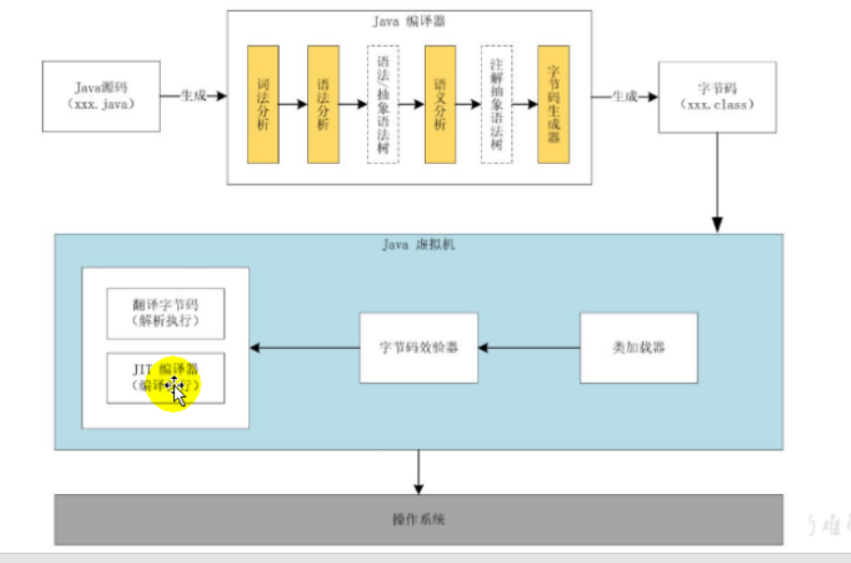 Java 编译器
Java源码
(xxx.java)
生成
词法分析
语法分析
语法/抽象语法树
语义分析
注解抽象语法树
字节码生成器
生成
字节码
(xxx.class)
Java 虚拟机
翻译字节码
(解析执行)
JIT 编译器
(编译执行)
字节码效验器
类加载器
操作系统